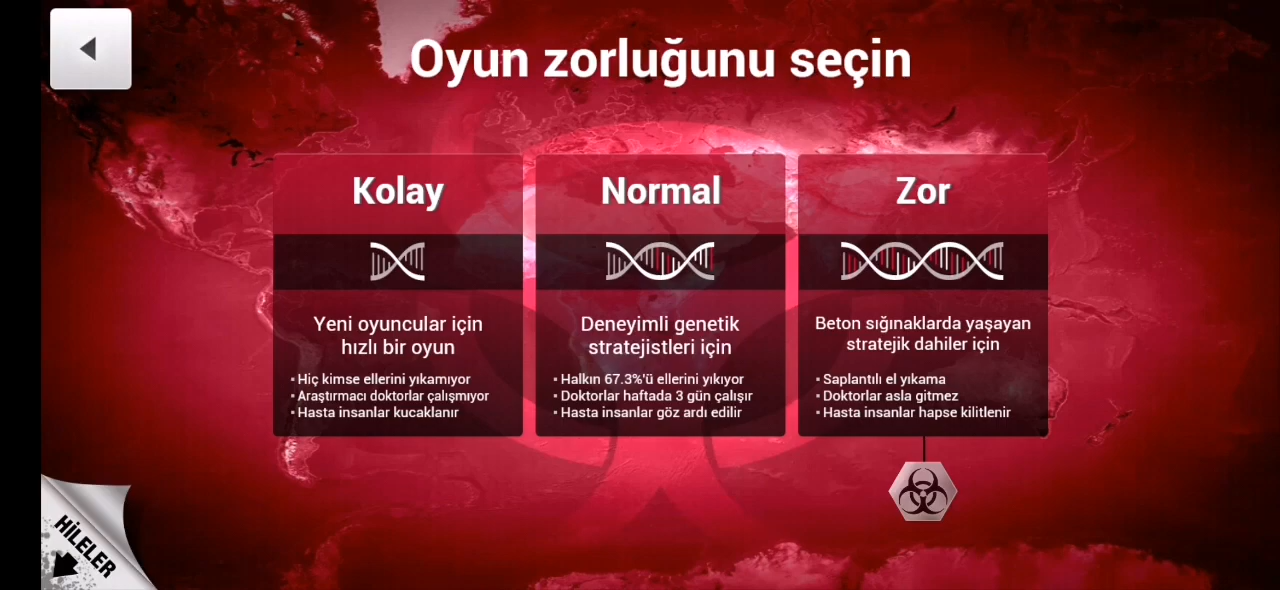 Oyun zorluğunu seçin
Kolay
Yeni oyuncular için
hızlı bir oyun
▪ Hiç kimse ellerini yıkamıyor
▪ Araştırmacı doktorlar çalışmıyor
▪ Hasta insanlar kucaklanır
Normal
Deneyimli genetik
stratejistleri için
▪ Halkın 67.3%'ü ellerini yıkıyor
▪ Doktorlar haftada 3 gün çalışır
▪ Hasta insanlar göz ardı edilir
Zor
Beton sığınaklarda yaşayan
stratejik dahiler için
▪ Saplantılı el yıkama
▪ Doktorlar asla gitmez
▪ Hasta insanlar hapse kilitlenir
HİLELER